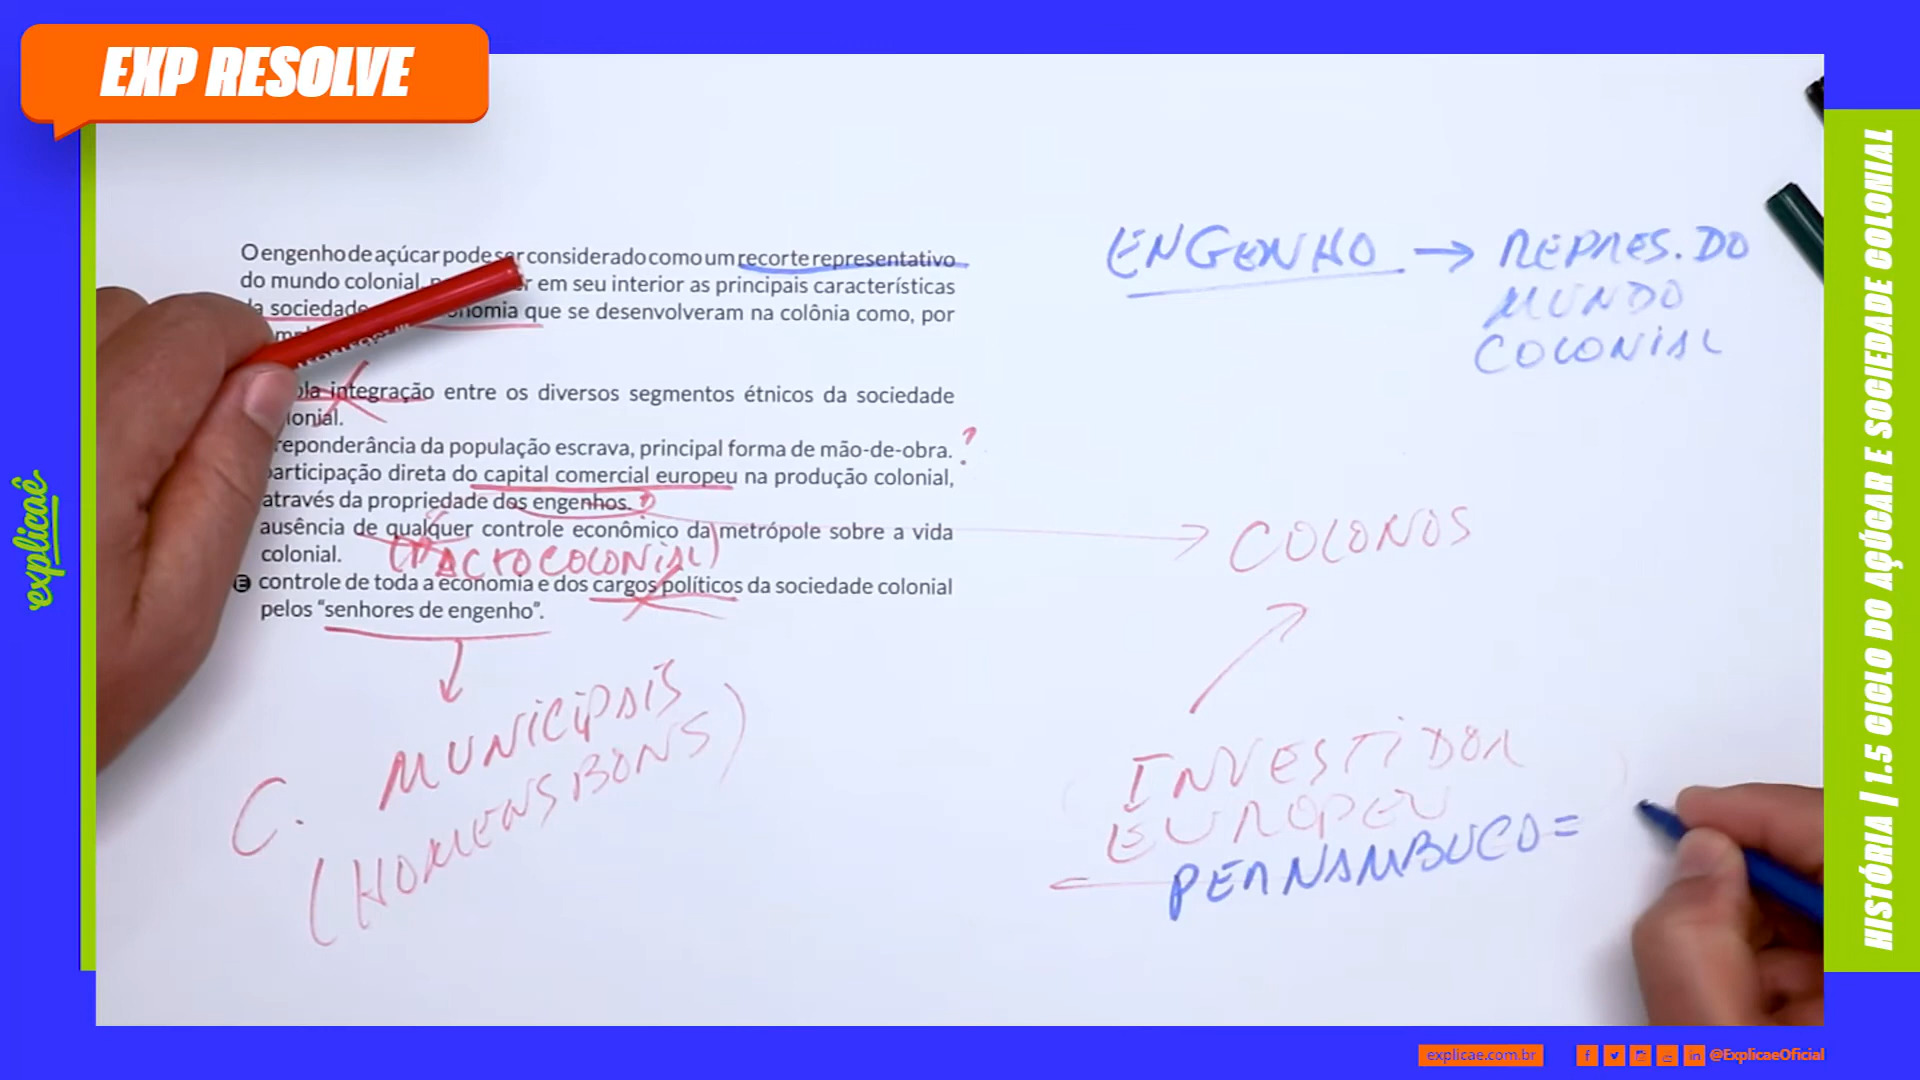 EXP RESOLVE
O engenho de açúcar pode ser considerado como um recorte representativo
do mundo colonial, em seu interior as principais características
da sociedade que se desenvolveram na colônia como, por
integração entre os diversos segmentos étnicos da sociedade
preponderância da população escrava, principal forma de mão-de-obra. ?
participação direta do capital comercial europeu na produção colonial,
através da propriedade dos engenhos. ?
ausência de qualquer controle econômico da metrópole sobre a vida
colonial.
(PACTO COLONIAL)
E controle de toda a economia e dos cargos políticos da sociedade colonial
pelos “senhores de engenho”.
C. MUNICIPAIS
(HOMENS BONS)
ENGENHO → REPRES. DO
MUNDO
COLONIAL
COLONOS
INVESTIDOR
EUROPEU
PERNAMBUCO =
HISTÓRIA | 1.5 CICLO DO AÇÚCAR E SOCIEDADE COLONIAL
explicaê
explicae.com.br
@ExplicaeOficial